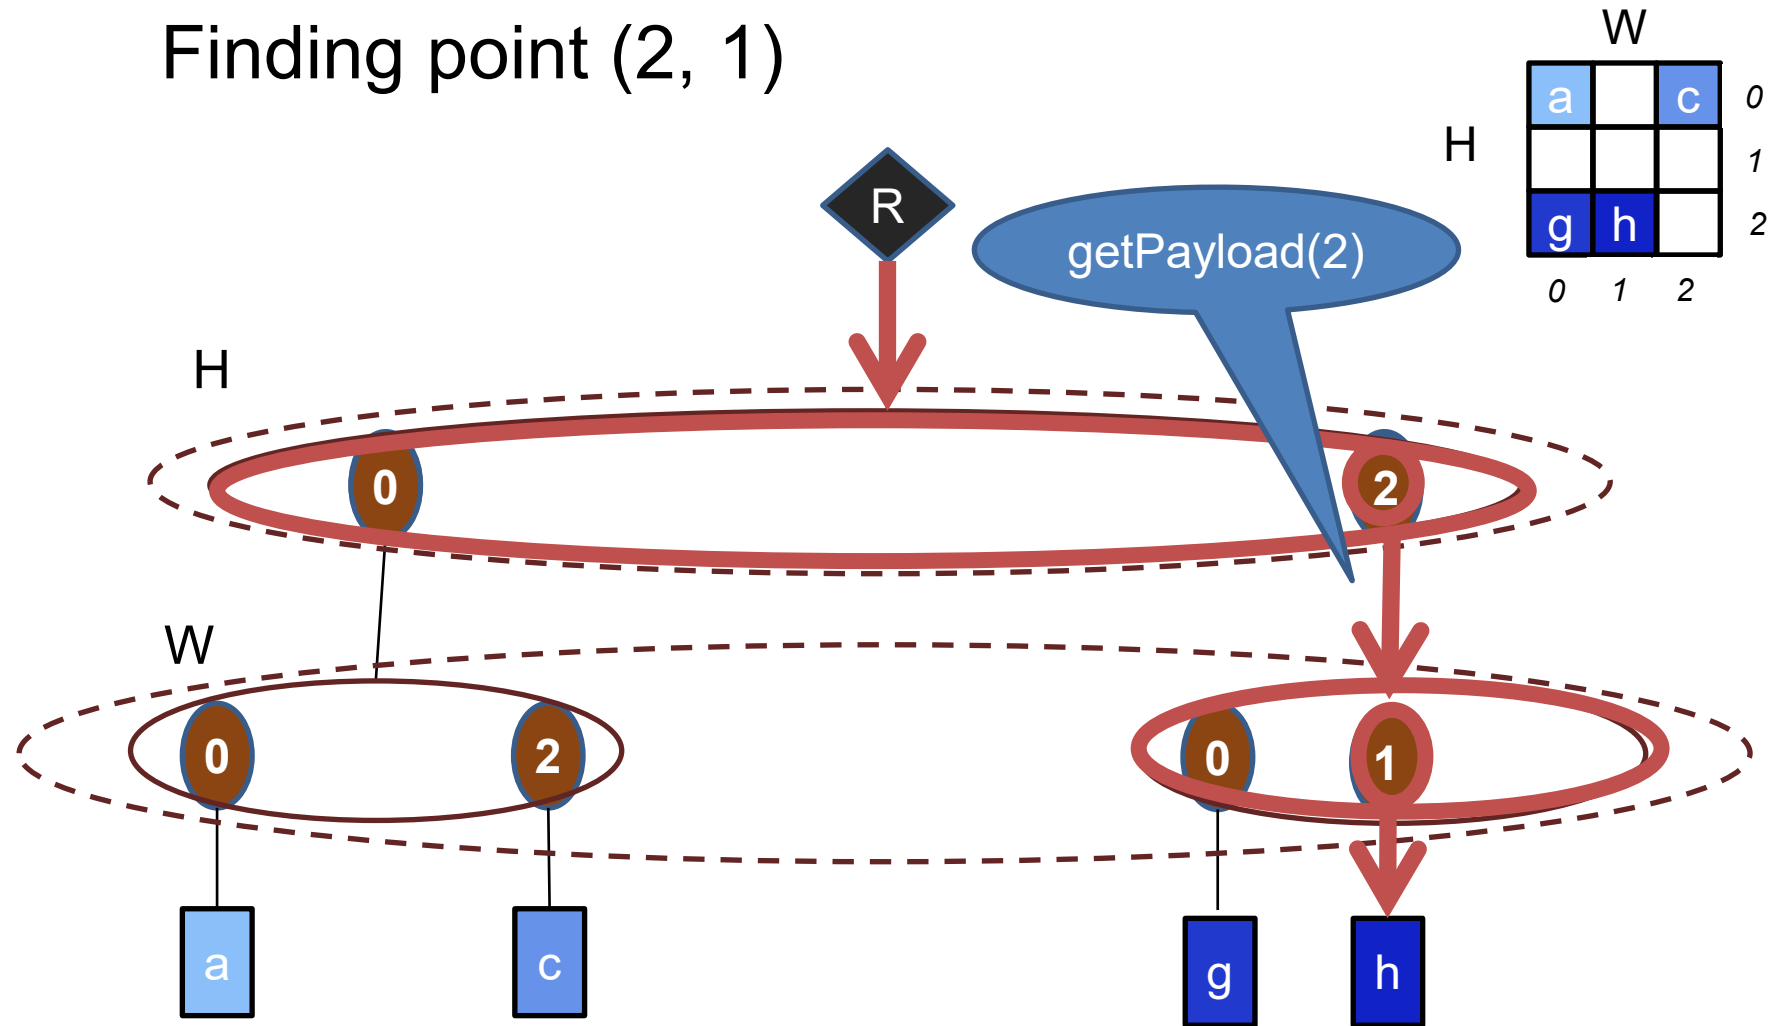 Finding point (2, 1)
W
a c 0
H 1
g h 2
0 1 2
R
getPayload(2)
H
0 2
W
0 2 0 1
a c g h